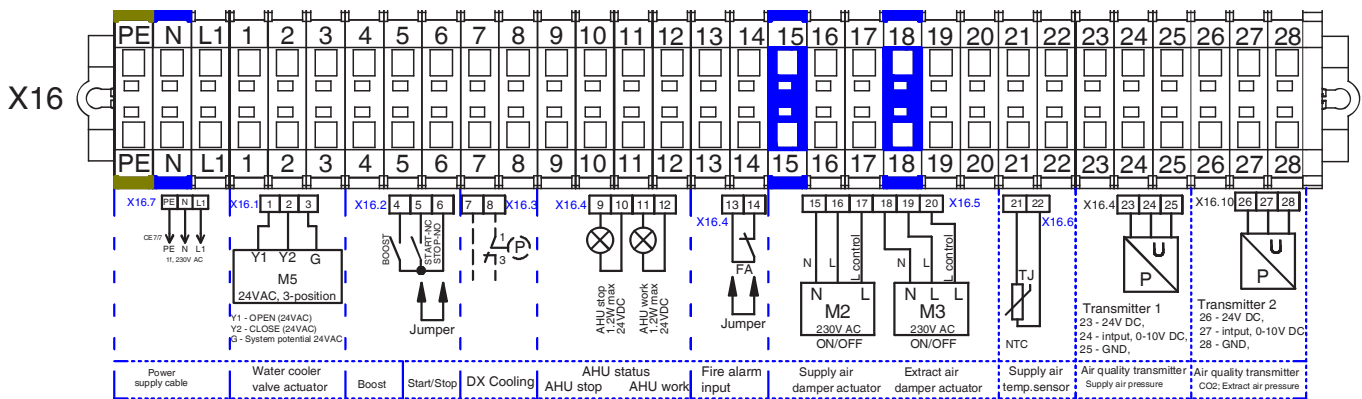 PE N L1 1 2 3 4 5 6 7 8 9 10 11 12 13 14 15 16 17 18 19 20 21 22 23 24 25 26 27 28
X16
PE N L1 1 2 3 4 5 6 7 8 9 10 11 12 13 14 15 16 17 18 19 20 21 22 23 24 25 26 27 28
X16.7 PE N L1
CE7/7
PE N L1
1f, 230V AC
X16.1 1 2 3
Y1 Y2 G
M5
24VAC, 3-position
Y1 - OPEN (24VAC)
Y2 - CLOSE (24VAC)
G - System potential 24VAC
X16.2 4 5 6
BOOST
START-NC
STOP-NO
Jumper
7 8 X16.3
1
3
P
X16.4 9 10 11 12
AHU stop
1.2W max
24VDC
AHU work
1.2W max
24VDC
13 14
X16.4
FA
Jumper
15 16 17 18 19 20 X16.5
N L L control
N L L control
N L
M2
230V AC
ON/OFF
N L L
M3
230V AC
ON/OFF
21 22
X16.6
TJ
NTC
X16.4 23 24 25
U
P
Transmitter 1
23 - 24V DC,
24 - intput, 0-10V DC
25 - GND,
X16.10 26 27 28
U
P
Transmitter 2
26 - 24V DC,
27 - intput, 0-10V DC
28 - GND,
Power
supply cable
Water cooler
valve actuator
Boost
Start/Stop
DX Cooling
AHU status
AHU stop AHU work
Fire alarm
input
Supply air
damper actuator
Extract air
damper actuator
Supply air
temp.sensor
Air quality transmitter
Supply air pressure
Air quality transmitter
CO2; Extract air pressure